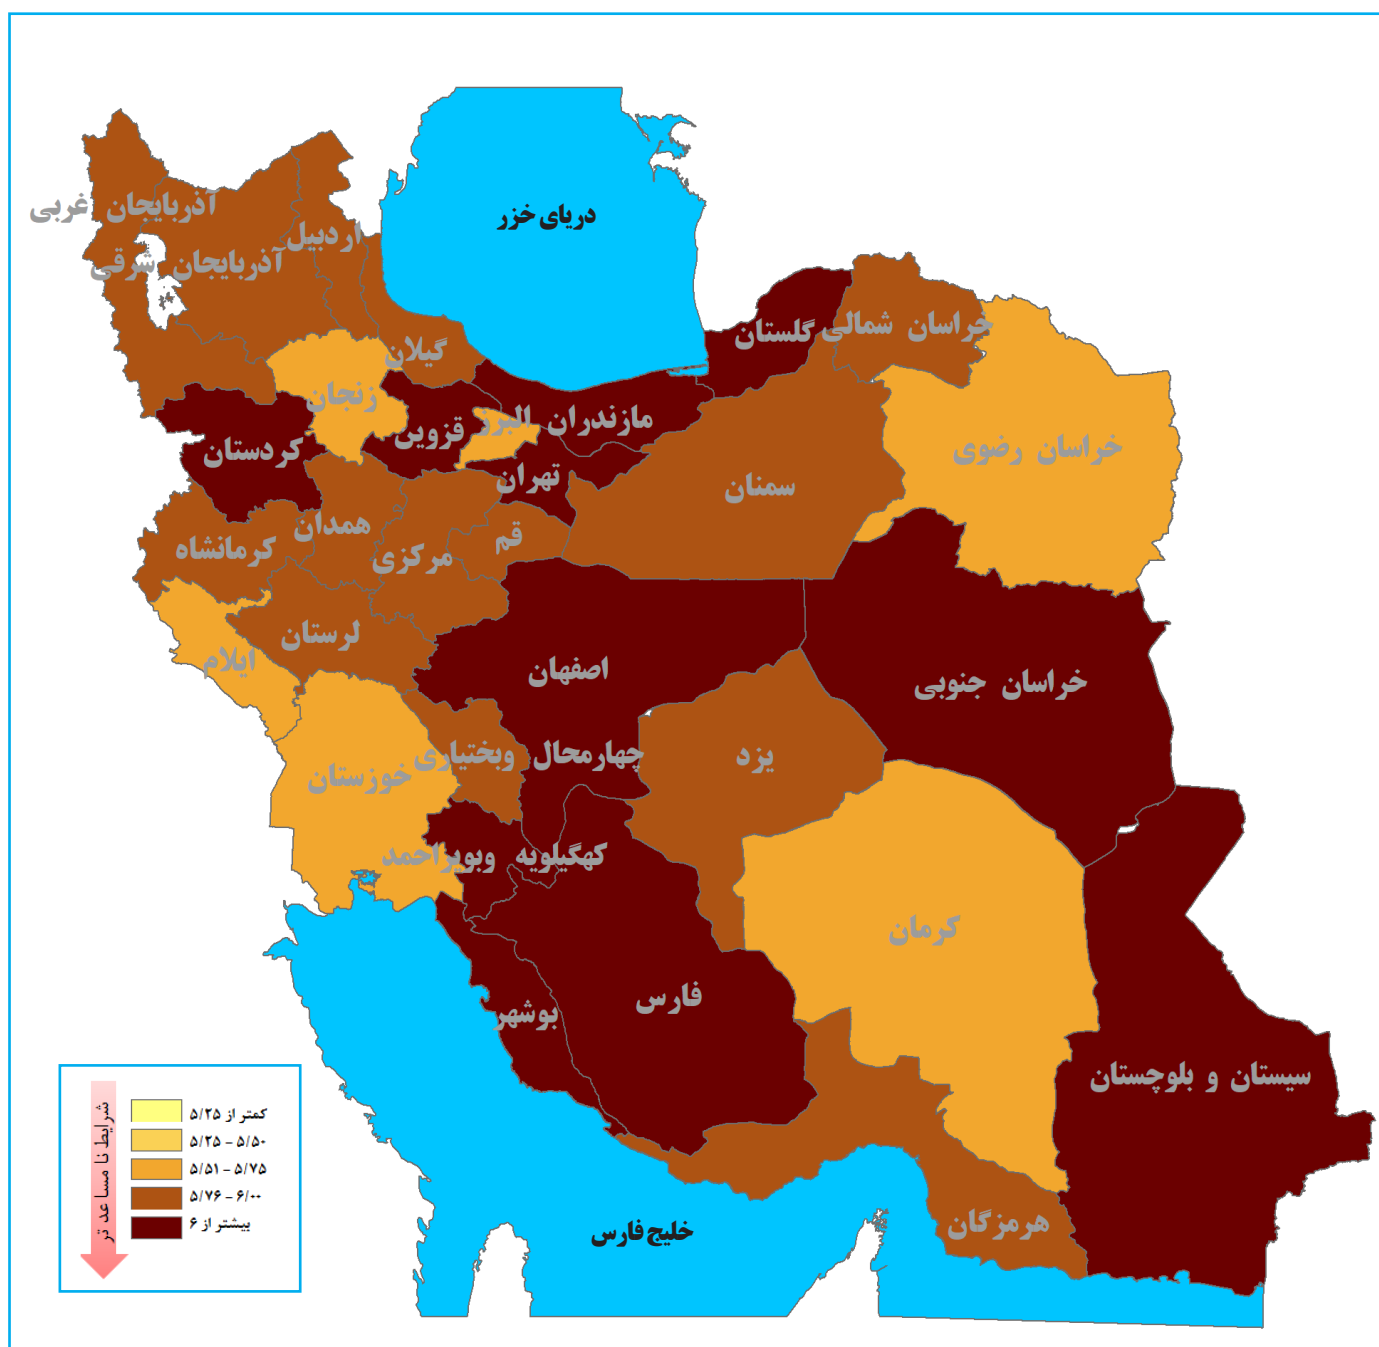 دریای خزر
آذربایجان غربی
آذربایجان شرقی
اردبیل
گیلان
زنجان
گلستان
خراسان شمالی
مازندران
البرز
قزوین
کردستان
خراسان رضوی
تهران
سمنان
همدان
قم
مرکزی
کرمانشاه
لرستان
ایلام
اصفهان
خراسان جنوبی
چهارمحال وبختیاری
یزد
خوزستان
کهگیلویه وبویراحمد
کرمان
فارس
بوشهر
سیستان و بلوچستان
هرمزگان
خلیج فارس
شرایط نا مسا عد تر
کمتر از ۵/۲۵
۵/۲۵ - ۵/۵۰
۵/۵۱ - ۵/۷۵
۵/۷۶ - ۶/۰۰
بیشتر از ۶